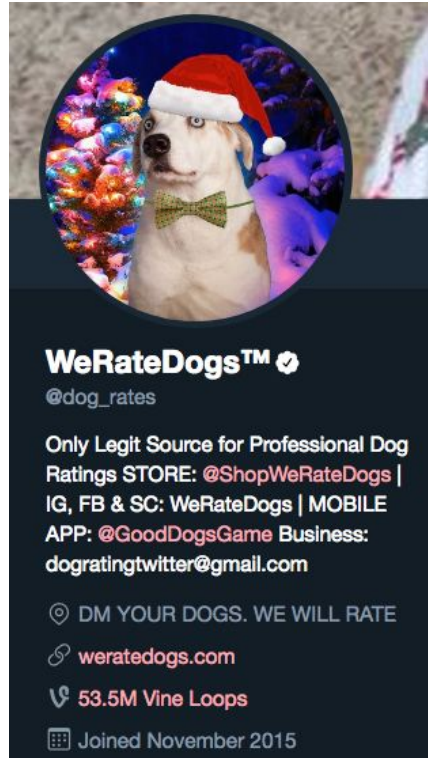 WeRateDogs™
@dog_rates
Only Legit Source for Professional Dog
Ratings STORE: @ShopWeRateDogs |
IG, FB & SC: WeRateDogs | MOBILE
APP: @GoodDogsGame Business:
dogratingtwitter@gmail.com
DM YOUR DOGS. WE WILL RATE
weratedogs.com
53.5M Vine Loops
Joined November 2015